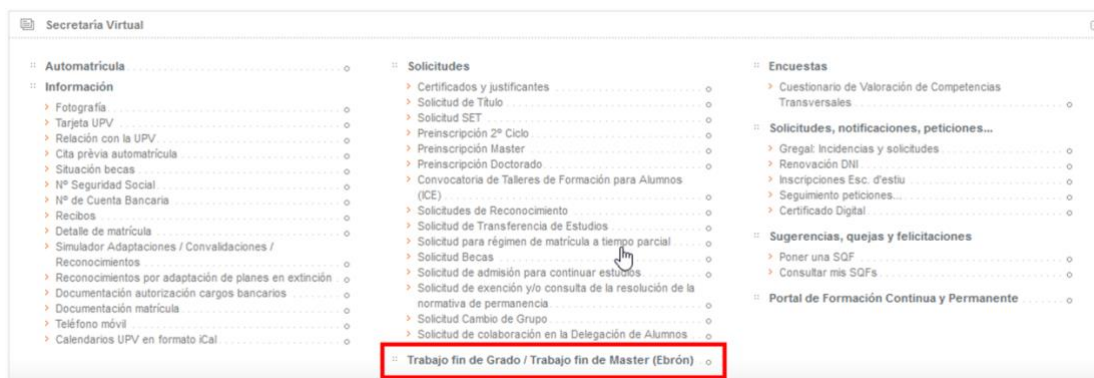 Secretaría Virtual
Automatrícula
Información
Fotografía
Tarjeta UPV
Relación con la UPV
Cita prèvia automatrícula
Situación becas
Nº Seguridad Social
Nº de Cuenta Bancaria
Recibos
Detalle de matrícula
Simulador Adaptaciones / Convalidaciones /
Reconocimientos
Reconocimientos por adaptación de planes en extinción
Documentación autorización cargos bancarios
Documentación matrícula
Teléfono móvil
Calendarios UPV en formato iCal
Solicitudes
Certificados y justificantes
Solicitud de Título
Solicitud SET
Preinscripción 2º Ciclo
Preinscripción Master
Preinscripción Doctorado
Convocatoria de Talleres de Formación para Alumnos
(ICE)
Solicitudes de Reconocimiento
Solicitud de Transferencia de Estudios
Solicitud para régimen de matrícula a tiempo parcial
Solicitud Becas
Solicitud de admisión para continuar estudios
Solicitud de exención y/o consulta de la resolución de la
normativa de permanencia
Solicitud Cambio de Grupo
Solicitud de colaboración en la Delegación de Alumnos
Trabajo fin de Grado / Trabajo fin de Master (Ebrón)
Encuestas
Cuestionario de Valoración de Competencias
Transversales
Solicitudes, notificaciones, peticiones...
Gregal: Incidencias y solicitudes
Renovación DNI
Inscripciones Esc. d'estiu
Seguimiento peticiones...
Certificado Digital
Sugerencias, quejas y felicitaciones
Poner una SQF
Consultar mis SQFs
Portal de Formación Continua y Permanente